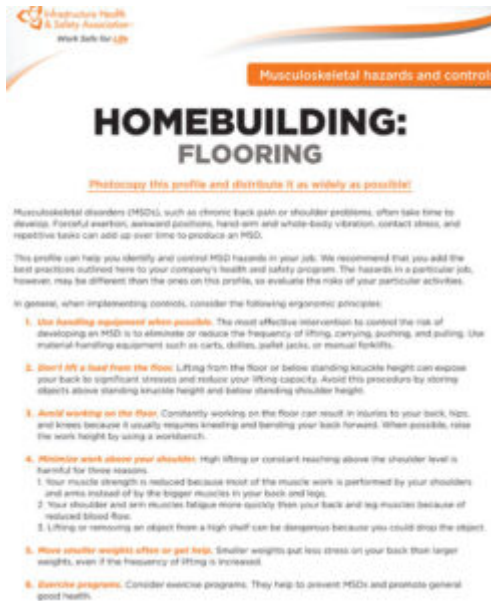 Infrastructure Health
& Safety Association
Work Safe for Life
Musculoskeletal hazards and controls
HOMEBUILDING:
FLOORING
Photocopy this profile and distribute it as widely as possible!
Musculoskeletal disorders (MSDs), such as chronic back pain or shoulder problems, often take time to
develop. Forceful exertion, awkward positions, hand-arm and whole-body vibration, contact stress, and
repetitive tasks can add up over time to produce an MSD.
This profile can help you identify and control MSD hazards in your job. We recommend that you add the
best practices outlined here to your company's health and safety program. The hazards in a particular job,
however, may be different than the ones on this profile, so evaluate the risks of your particular activities.
In general, when implementing controls, consider the following ergonomic principles:
1. Use handling equipment when possible. The most effective intervention to control the risk of
developing an MSD is to eliminate or reduce the frequency of lifting, carrying, pushing, and pulling. Use
material-handling equipment such as carts, dollies, pallet jacks, or manual forklifts.
2. Don't lift a load from the floor. Lifting from the floor or below standing knuckle height can expose
your back to significant stresses and reduce your lifting capacity. Avoid this procedure by storing
objects above standing knuckle height and below standing shoulder height.
3. Avoid working on the floor. Constantly working on the floor can result in injuries to your back, hips,
and knees because it usually requires kneeling and bending your back forward. When possible, raise
the work height by using a workbench.
4. Minimize work above your shoulder. High lifting or constant reaching above the shoulder level is
harmful for three reasons.
1. Your muscle strength is reduced because most of the muscle work is performed by your shoulders
and arms instead of by the bigger muscles in your back and legs.
2. Your shoulder and arm muscles fatigue more quickly than your back and leg muscles because of
reduced blood flow.
3. Lifting or removing an object from a high shelf can be dangerous because you could drop the object.
5. Move smaller weights often or get help. Smaller weights put less stress on your back than larger
weights, even if the frequency of lifting is increased.
6. Exercise programs. Consider exercise programs. They help to prevent MSDs and promote general
good health.